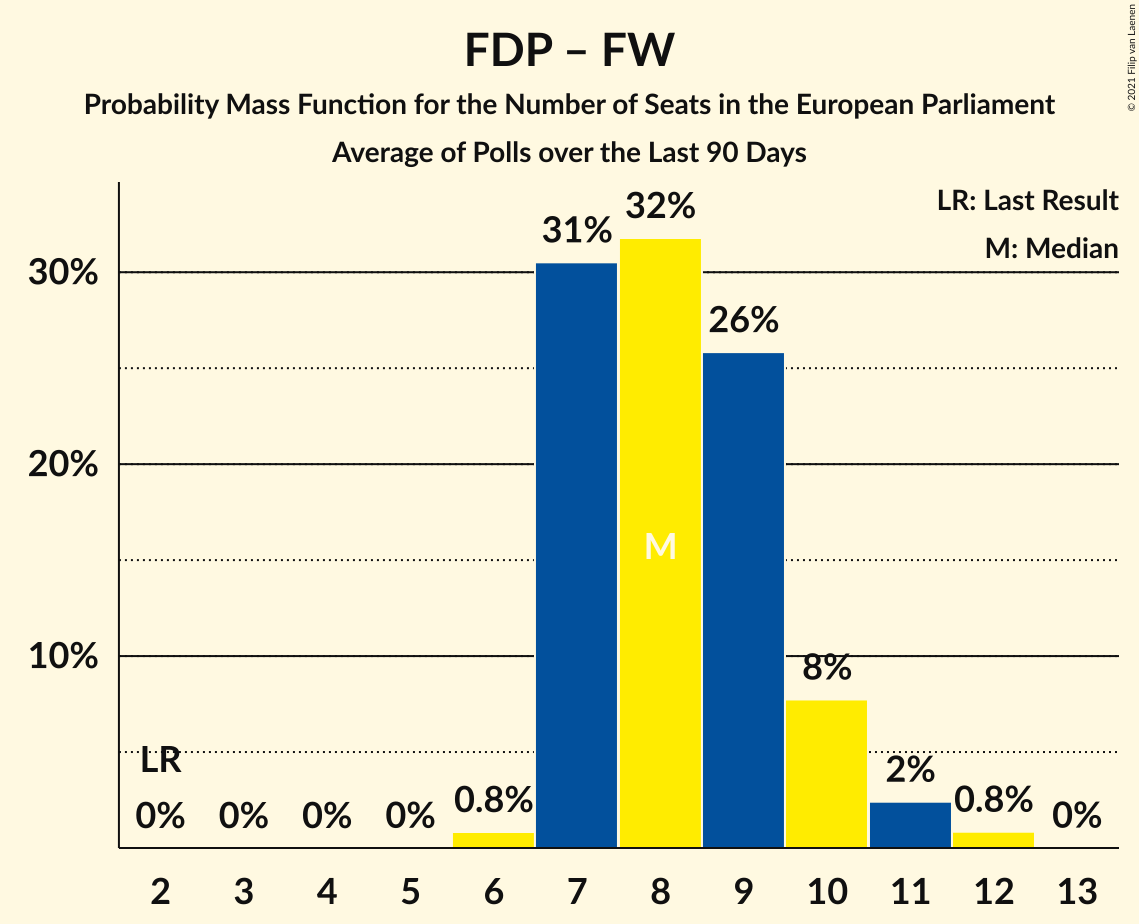 FDP – FW
Probability Mass Function for the Number of Seats in the European Parliament
Average of Polls over the Last 90 Days
© 2021 Filip van Laenen
LR: Last Result
M: Median
30%
20%
10%
LR
0%
0%
0%
0%
0.8%
31%
32%
26%
8%
2%
0.8%
0%
M
2 3 4 5 6 7 8 9 10 11 12 13